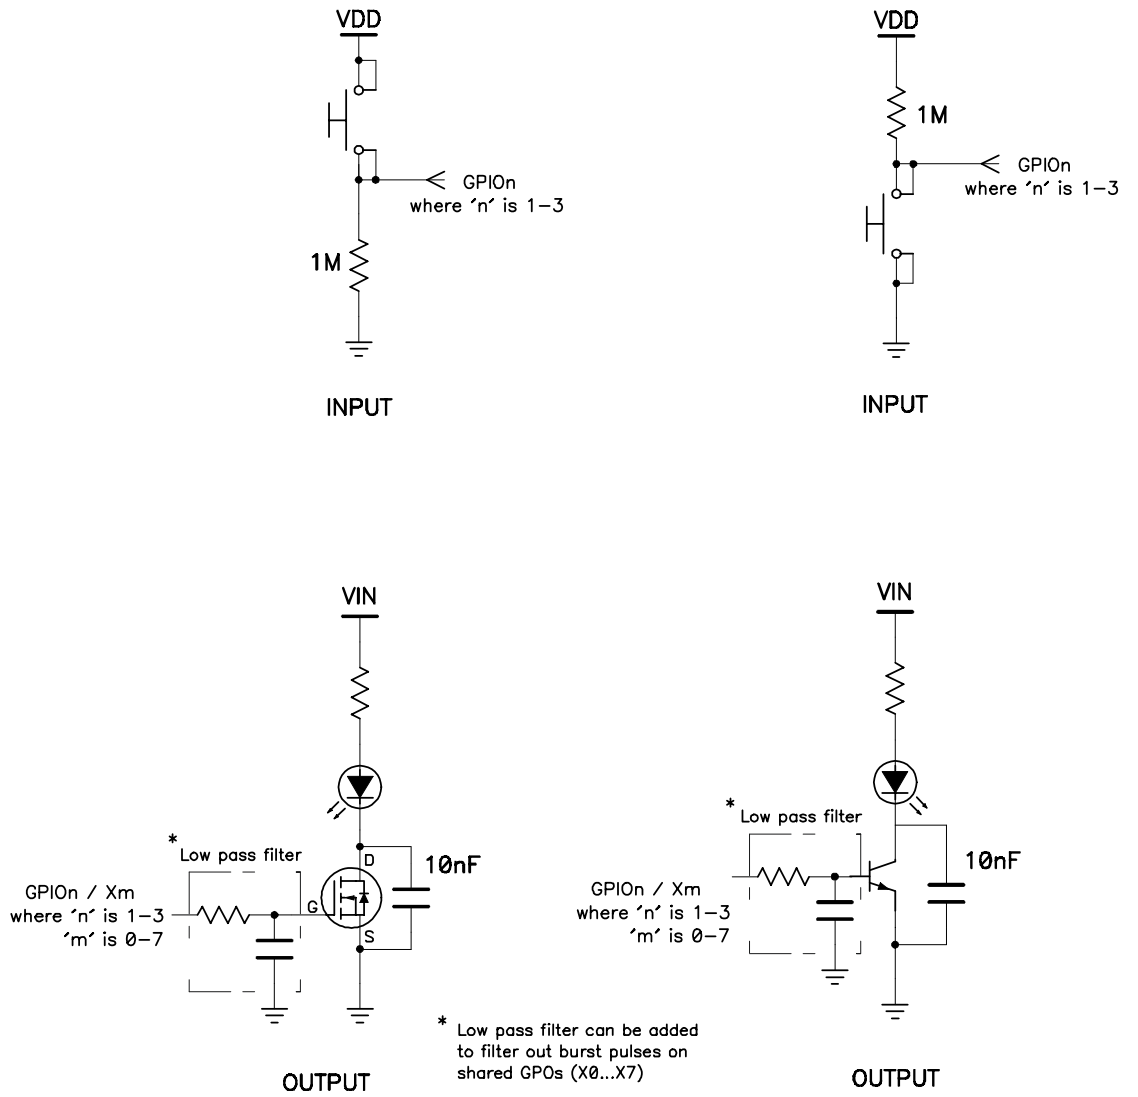 VDD
1M
GPIOn
where 'n' is 1-3
INPUT
VDD
1M
GPIOn
where 'n' is 1-3
INPUT
VIN
* Low pass filter
GPIOn / Xm
where 'n' is 1-3
'm' is 0-7
G
D
S
10nF
OUTPUT
* Low pass filter can be added
to filter out burst pulses on
shared GPOs (X0...X7)
VIN
* Low pass filter
GPIOn / Xm
where 'n' is 1-3
'm' is 0-7
10nF
OUTPUT